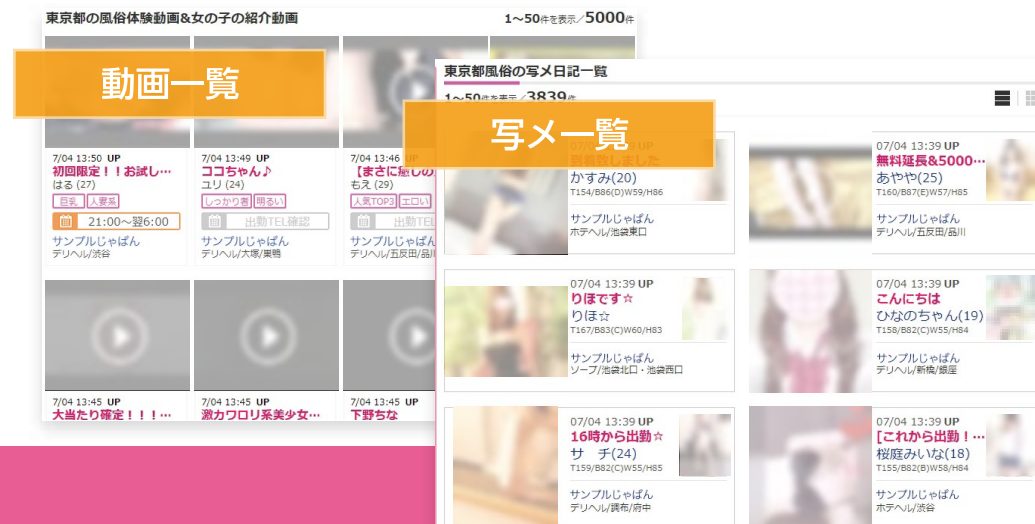 東京都の風俗体験動画&女の子の紹介動画
1～50件を表示／5000件
動画一覧
7/04 13:50 UP
初回限定！！お試し…
はる (27)
巨乳 人妻系
21:00～翌6:00
サンプルじゃぱん
デリヘル/渋谷
7/04 13:49 UP
ココちゃん♪
ユリ (24)
しっかり者 明るい
出勤TEL確認
サンプルじゃぱん
デリヘル/大塚/巣鴨
7/04 13:46 UP
【まさに癒しの
もえ (29)
人気TOP3 エロい
出勤TEL
サンプルじゃぱん
デリヘル/五反田/品川
7/04 13:45 UP
大当たり確定！！！…
7/04 13:45 UP
激カワロリ系美少女…
7/04 13:45 UP
下野ちな
東京都風俗の写メ日記一覧
1～50件を表示／3839件
写メ一覧
かすみ(20)
T154/B86(D)W59/H86
サンプルじゃぱん
ホテヘル/池袋東口
07/04 13:39 UP
無料延長&5000…
あやや(25)
T160/B87(E)W57/H85
サンプルじゃぱん
デリヘル/五反田/品川
07/04 13:39 UP
りほです☆
りほ☆
T167/B83(C)W60/H83
サンプルじゃぱん
ソープ/池袋北口・池袋西口
07/04 13:39 UP
こんにちは
ひなのちゃん(19)
T158/B82(C)W55/H84
サンプルじゃぱん
デリヘル/新橋/銀座
07/04 13:39 UP
16時から出勤☆
サ　チ(24)
T159/B82(C)W55/H85
サンプルじゃぱん
デリヘル/調布/府中
07/04 13:39 UP
[これから出勤！…
桜庭みいな(18)
T155/B82(B)W58/H84
サンプルじゃぱん
ホテヘル/渋谷